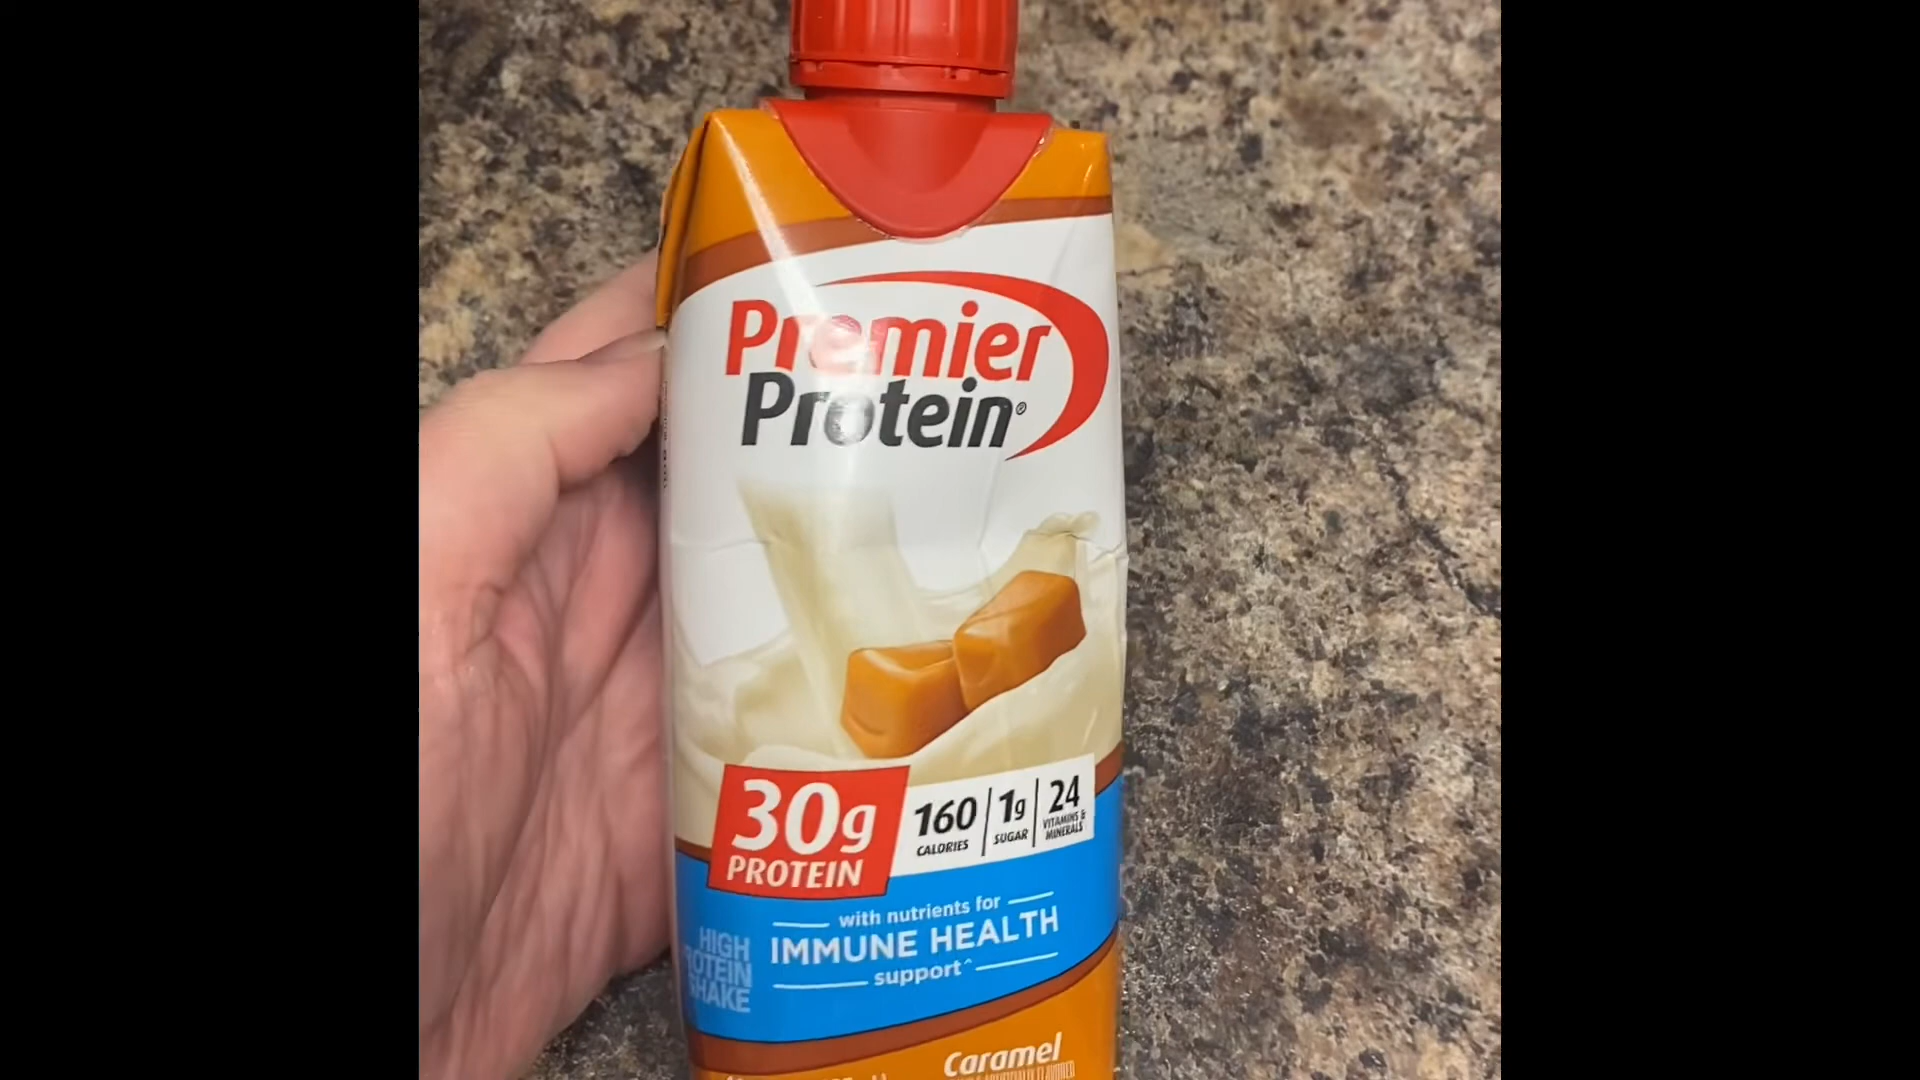 Premier
Protein®
30g
PROTEIN
160
CALORIES
1g
SUGAR
24
VITAMINS &
MINERALS
with nutrients for
IMMUNE HEALTH
support^
HIGH
SHAKE
Caramel